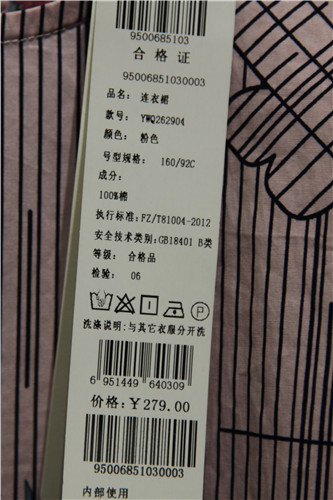 9500685103
合格证
95006851030003
品名: 连衣裙
款号: YWQ262904
颜色: 粉色
号型规格: 160/92C
成分:
100%棉
执行标准:FZ/T81004-2012
安全技术类别:GB18401 B类
等级: 合格品
检验: 06
P
洗涤说明:与其它衣服分开洗
6 951449 640309
价格:￥279.00
95006851030003
内部使用